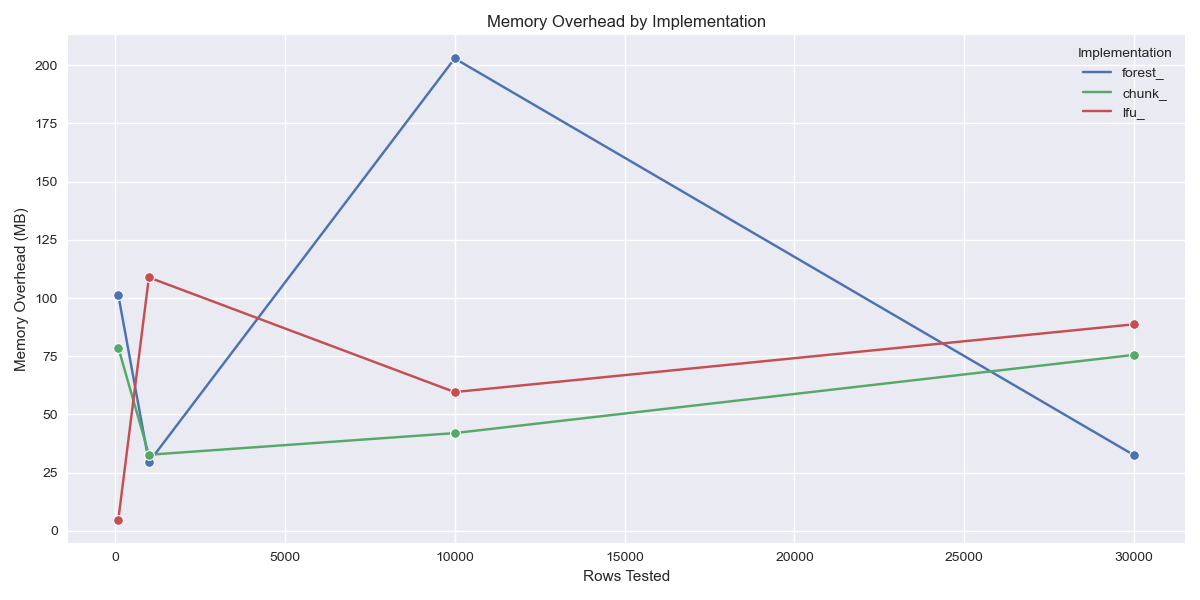 Memory Overhead by Implementation
Memory Overhead (MB)
200
175
150
125
100
75
50
25
0
Implementation
forest_
chunk_
lfu_
0 5000 10000 15000 20000 25000 30000
Rows Tested